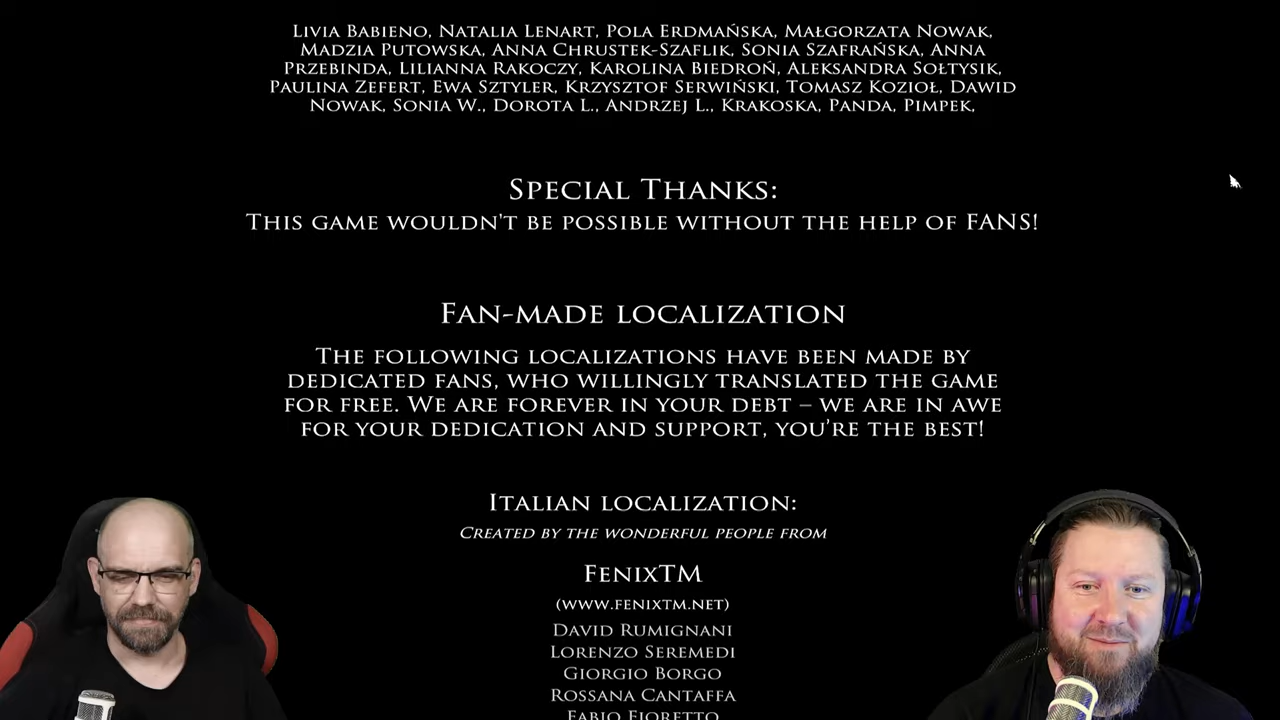 Livia Babieno, Natalia Lenart, Pola Erdmańska, Małgorzata Nowak,
Madzia Putowska, Anna Chrustek-Szaflik, Sonia Szafrańska, Anna
Przebinda, Lilianna Rakoczy, Karolina Biedroń, Aleksandra Sołtysik,
Paulina Zefert, Ewa Sztyler, Krzysztof Serwiński, Tomasz Kozioł, Dawid
Nowak, Sonia W., Dorota L., Andrzej L., Krakoska, Panda, Pimpek,
Special Thanks:
This game wouldn't be possible without the help of FANS!
Fan-made localization
The following localizations have been made by
dedicated fans, who willingly translated the game
for free. We are forever in your debt – we are in awe
for your dedication and support, you're the best!
Italian localization:
Created by the wonderful people from
FenixTM
(www.fenixtm.net)
David Rumignani
Lorenzo Seremedi
Giorgio Borgo
Rossana Cantaffa
Fabio Fioretto